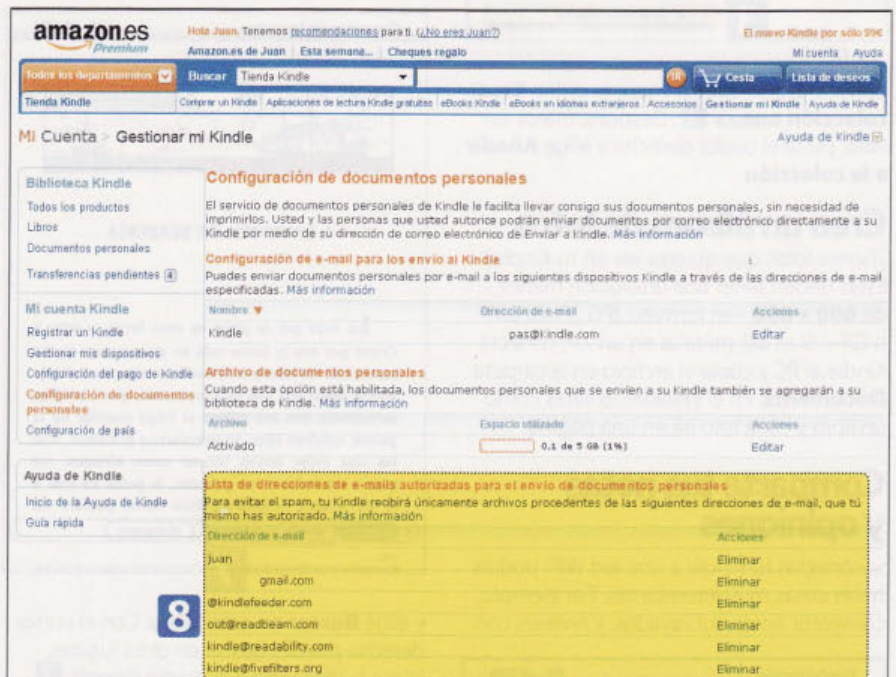 amazon.es
Premium
Hola Juan. Tenemos recomendaciones para ti. (¿No eres Juan?)
El nuevo Kindle por sólo 99€
Amazon.es de Juan Esta semana... Cheques regalo
Mi cuenta Ayuda
Todos los departamentos
Buscar Tienda Kindle
IR
Cesta
Lista de deseos
Tienda Kindle
Comprar un Kindle Aplicaciones de lectura Kindle gratuitas eBooks Kindle eBooks en idiomas extranjeros Accesorios Gestionar mi Kindle Ayuda de Kindle
Mi Cuenta > Gestionar mi Kindle
Ayuda de Kindle
Biblioteca Kindle
Todos los productos
Libros
Documentos personales
Transferencias pendientes 4
Mi cuenta Kindle
Registrar un Kindle
Gestionar mis dispositivos
Configuración del pago de Kindle
Configuración de documentos
personales
Configuración de país
Ayuda de Kindle
Inicio de la Ayuda de Kindle
Guía rápida
Configuración de documentos personales
El servicio de documentos personales de Kindle le facilita llevar consigo sus documentos personales, sin necesidad de
imprimirlos. Usted y las personas que usted autorice podrán enviar documentos por correo electrónico directamente a su
Kindle por medio de su dirección de correo electrónico de Enviar a Kindle. Más información
Configuración de e-mail para los envío al Kindle
Puedes enviar documentos personales por e-mail a los siguientes dispositivos Kindle a través de las direcciones de e-mail
especificadas. Más información
Nombre Dirección de e-mail Acciones
Kindle pas@kindle.com Editar
Archivo de documentos personales
Cuando esta opción está habilitada, los documentos personales que se envíen a su Kindle también se agregarán a su
biblioteca de Kindle. Más información
Archivo Espacio utilizado Acciones
Activado 0.1 de 5 GB (1%) Editar
Lista de direcciones de e-mails autorizadas para el envío de documentos personales
Para evitar el spam, tu Kindle recibirá únicamente archivos procedentes de las siguientes direcciones de e-mail, que tú
mismo has autorizado. Más información
Dirección de e-mail Acciones
juan Eliminar
gmail.com Eliminar
@kindlefeeder.com Eliminar
8
out@readbeam.com Eliminar
kindle@readability.com Eliminar
kindle@fivefilters.org Eliminar